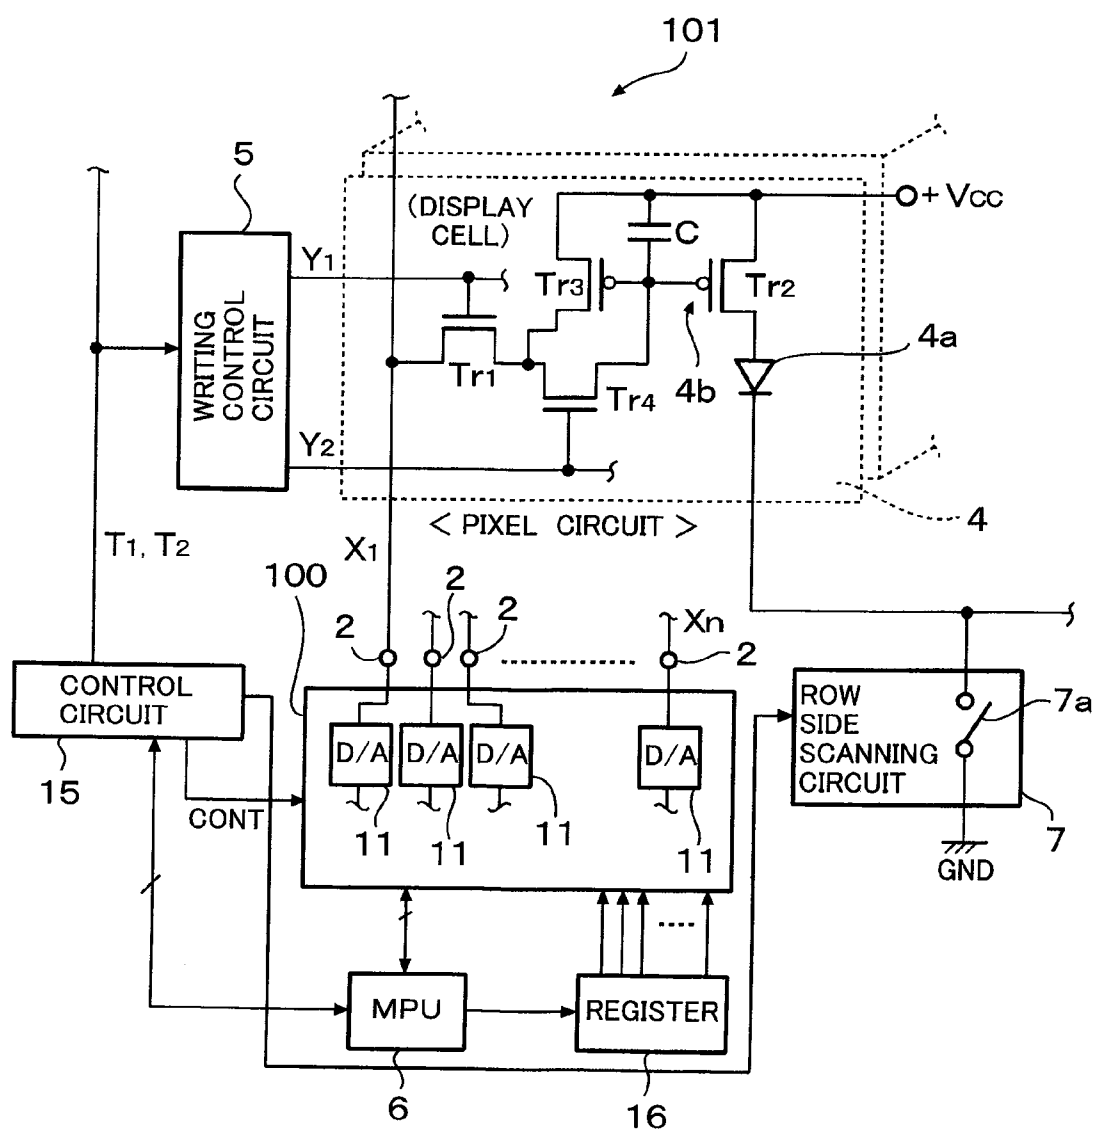 101
5
(DISPLAY
CELL)
+ VCC
C
Y1
Tr3
Tr2
WRITING
CONTROL
CIRCUIT
4a
Tr1
Tr4
4b
Y2
< PIXEL CIRCUIT >
4
T1, T2
X1
100
2
2
2
Xn
2
CONTROL
CIRCUIT
ROW
SIDE
SCANNING
CIRCUIT
7a
D/A
D/A
D/A
D/A
15
CONT
11
11
11
11
7
GND
MPU
REGISTER
6
16